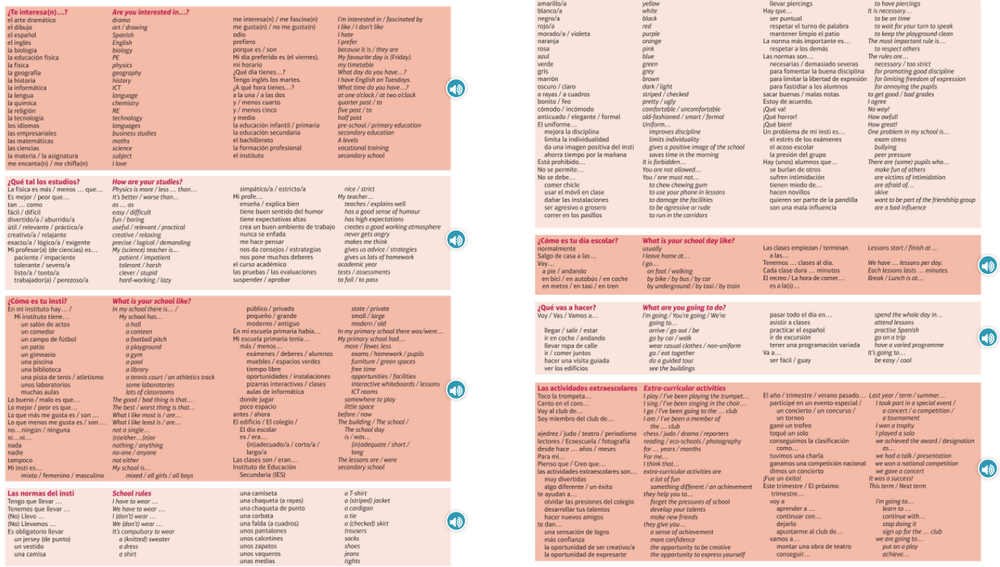 ¿Te interesa(n)…? Are you interested in…?
el arte dramático drama
el dibujo art / drawing
el español Spanish
el inglés English
la biología biology
la educación física PE
la física physics
la geografía geography
la historia history
la informática ICT
la lengua language
la química chemistry
la religión RE
la tecnología technology
los idiomas languages
las empresariales business studies
las matemáticas maths
las ciencias science
la materia / la asignatura subject
me encanta(n) / me chifla(n) I love
me interesa(n) / me fascina(n) I'm interested in / fascinated by
me gusta(n) / no me gusta(n) I like / I don't like
odio I hate
prefiero I prefer
porque es / son because it is / they are
Mi día preferido es (el viernes). My favourite day is (Friday).
mi horario my timetable
¿Qué día tienes…? What day do you have…?
Tengo inglés los martes. I have English on Tuesdays.
¿A qué hora tienes…? What time do you have…?
a la una / a las dos at one o'clock / at two o'clock
y / menos cuarto quarter past / to
y / menos cinco five past / to
y media half past
la educación infantil / primaria pre-school / primary education
la educación secundaria secondary education
el bachillerato A levels
la formación profesional vocational training
el instituto secondary school
¿Qué tal los estudios? How are your studies?
La física es más / menos … que… Physics is more / less … than…
Es mejor / peor que… It's better / worse than…
tan … como as … as
fácil / difícil easy / difficult
divertido/a / aburrido/a fun / boring
útil / relevante / práctico/a useful / relevant / practical
creativo/a / relajante creative / relaxing
exacto/a / lógico/a / exigente precise / logical / demanding
Mi profesor(a) (de ciencias) es… My (science) teacher is…
paciente / impaciente patient / impatient
tolerante / severo/a tolerant / harsh
listo/a / tonto/a clever / stupid
trabajador(a) / perezoso/a hard-working / lazy
simpático/a / estricto/a nice / strict
Mi profe… My teacher…
enseña / explica bien teaches / explains well
tiene buen sentido del humor has a good sense of humour
tiene expectativas altas has high expectations
crea un buen ambiente de trabajo creates a good working atmosphere
nunca se enfada never gets angry
me hace pensar makes me think
nos da consejos / estrategias gives us advice / strategies
nos pone muchos deberes gives us lots of homework
el curso académico academic year
las pruebas / las evaluaciones tests / assessments
suspender / aprobar to fail / to pass
¿Cómo es tu insti? What is your school like?
En mi instituto hay… / In my school there is… /
Mi instituto tiene… My school has…
un salón de actos a hall
un comedor a canteen
un campo de fútbol a football pitch
un patio a playground
un gimnasio a gym
una piscina a pool
una biblioteca a library
una pista de tenis / atletismo a tennis court / an athletics track
unos laboratorios some laboratories
muchas aulas lots of classrooms
Lo bueno / malo es que… The good / bad thing is that…
Lo mejor / peor es que… The best / worst thing is that…
Lo que más me gusta es / son … What I like most is / are…
Lo que menos me gusta es / son … What I like least is / are…
no…ningún / ninguna not a single…
ni…ni… (n)either…(n)or
nada nothing / anything
nadie no-one / anyone
tampoco not either
Mi insti es… My school is…
mixto / femenino / masculino mixed / all girls / all boys
público / privado state / private
pequeño / grande small / large
moderno / antiguo modern / old
En mi escuela primaria había… In my primary school there was/were…
Mi escuela primaria tenía… My primary school had…
más / menos… more / fewer, less
exámenes / deberes / alumnos exams / homework / pupils
muebles / espacios verdes furniture / green spaces
tiempo libre free time
oportunidades / instalaciones opportunities / facilities
pizarras interactivas / clases interactive whiteboards / lessons
aulas de informática ICT rooms
donde jugar somewhere to play
poco espacio little space
antes / ahora before / now
El edificio / El colegio / The building / The school /
El día escolar The school day
es / era… is / was…
(in)adecuado/a / corto/a / (in)adequate / short /
largo/a long
Las clases son / eran… The lessons are / were
Instituto de Educación secondary school
Secundaria (IES)
Las normas del insti School rules
Tengo que llevar … I have to wear …
Tenemos que llevar … We have to wear …
(No) Llevo … I (don't) wear …
(No) Llevamos … We (don't) wear …
Es obligatorio llevar It's compulsory to wear
un jersey (de punto) a (knitted) sweater
un vestido a dress
una camisa a shirt
una camiseta a T-shirt
una chaqueta (a rayas) a (striped) jacket
una chaqueta de punto a cardigan
una corbata a tie
una falda (a cuadros) a (checked) skirt
unos pantalones trousers
unos calcetines socks
unos zapatos shoes
unos vaqueros jeans
unas medias tights
amarillo/a yellow
blanco/a white
negro/a black
rojo/a red
morado/a / violeta purple
naranja orange
rosa pink
azul blue
verde green
gris grey
marrón brown
oscuro / claro dark / light
a rayas / a cuadros striped / checked
bonito / feo pretty / ugly
cómodo / incómodo comfortable / uncomfortable
anticuado / elegante / formal old-fashioned / smart / formal
El uniforme… Uniform…
mejora la disciplina improves discipline
limita la individualidad limits individuality
da una imagen positiva del insti gives a positive image of the school
ahorra tiempo por la mañana saves time in the morning
Está prohibido… It is forbidden…
No se permite… You are not allowed…
No se debe… You / one must not…
comer chicle to chew chewing gum
usar el móvil en clase to use your phone in lessons
dañar las instalaciones to damage the facilities
ser agresivo o grosero to be agressive or rude
correr en los pasillos to run in the corridors
llevar piercings to have piercings
Hay que… It is necessary…
ser puntual to be on time
respetar el turno de palabra to wait for your turn to speak
mantener limpio el patio to keep the playground clean
La norma más importante es… The most important rule is…
respetar a los demás to respect others
Las normas son… The rules are…
necesarias / demasiado severas necessary / too strict
para fomentar la buena disciplina for promoting good discipline
para limitar la libertad de expresión for limiting freedom of expression
para fastidiar a los alumnos for annoying the pupils
sacar buenas / malas notas to get good / bad grades
Estoy de acuerdo. I agree
¡Qué va! No way!
¡Qué horror! How awful!
¡Qué bien! How great!
Un problema de mi insti es… One problem in my school is…
el estrés de los exámenes exam stress
el acoso escolar bullying
la presión del grupo peer pressure
Hay (unos) alumnos que… There are (some) pupils who…
se burlan de otros make fun of others
sufren intimidación are victims of intimidation
tienen miedo de… are afraid of…
hacen novillos skive
quieren ser parte de la pandilla want to be part of the friendship group
son una mala influencia are a bad influence
¿Cómo es tu día escolar? What is your school day like?
normalmente usually
Salgo de casa a las… I leave home at…
Voy… I go…
a pie / andando on foot / walking
en bici / en autobús / en coche by bike / by bus / by car
en metro / en taxi / en tren by underground / by taxi / by train
Las clases empiezan / terminan Lessons start / finish at …
a las…
Tenemos … clases al día. We have … lessons per day.
Cada clase dura … minutos Each lessons lasts … minutes.
El recreo / La hora de comer… Break / Lunch is at…
es a la(s)…
¿Qué vas a hacer? What are you going to do?
Voy / Vas / Vamos a… I'm going / You're going / We're
going to…
llegar / salir / estar arrive / go out / be
ir en coche / andando go by car / walk
llevar ropa de calle wear casual clothes / non-uniform
ir / comer juntos go / eat together
hacer una visita guiada do a guided tour
ver los edificios see the buildings
pasar todo el día en… spend the whole day in…
asistir a clases attend lessons
practicar el español practise Spanish
ir de excursión go on a trip
tener una programación variada have a varied programme
Va a… It's going to…
ser fácil / guay be easy / cool
Las actividades extraescolares Extra-curricular activities
Toco la trompeta… I play / I've been playing the trumpet…
Canto en el coro… I sing / I've been singing in the choir…
Voy al club de… I go / I've been going to the … club
Soy miembro del club de… I am / I've been a member of
the … club…
ajedrez / judo / teatro / periodismo chess / judo / drama / reporters
lectores / Ecoescuela / fotografía reading / eco-schools / photography
desde hace … años / meses for … years / months
Para mí… For me…
Pienso que / Creo que… I think that…
las actividades extraescolares son… extra-curricular activities are
muy divertidas a lot of fun
algo diferente / un éxito something different / an achievement
te ayudan a… they help you to…
olvidar las presiones del colegio forget the pressures of school
desarrollar tus talentos develop your talents
hacer nuevos amigos make new friends
te dan… they give you…
una sensación de logro a sense of achievement
más confianza more confidence
la oportunidad de ser creativo/a the opportunity to be creative
la oportunidad de expresarte the opportunity to express yourself
El año / trimestre / verano pasado… Last year / term / summer…
participé en un evento especial / I took part in a special event /
un concierto / un concurso / a concert / a competition /
un torneo a tournament
gané un trofeo I won a trophy
toqué un solo I played a solo
conseguimos la clasificación we achieved the award / designation
como… as…
tuvimos una charla we had a talk / presentation
ganamos una competición nacional we won a national competition
dimos un concierto we gave a concert
¡Fue un éxito! It was a success!
Este trimestre / El próximo This term / Next term
trimestre…
voy a I'm going to…
aprender a … learn to …
continuar con… continue with…
dejarlo stop doing it
apuntarme al club de… sign up for the … club
vamos a… we are going to…
montar una obra de teatro put on a play
conseguir… achieve…